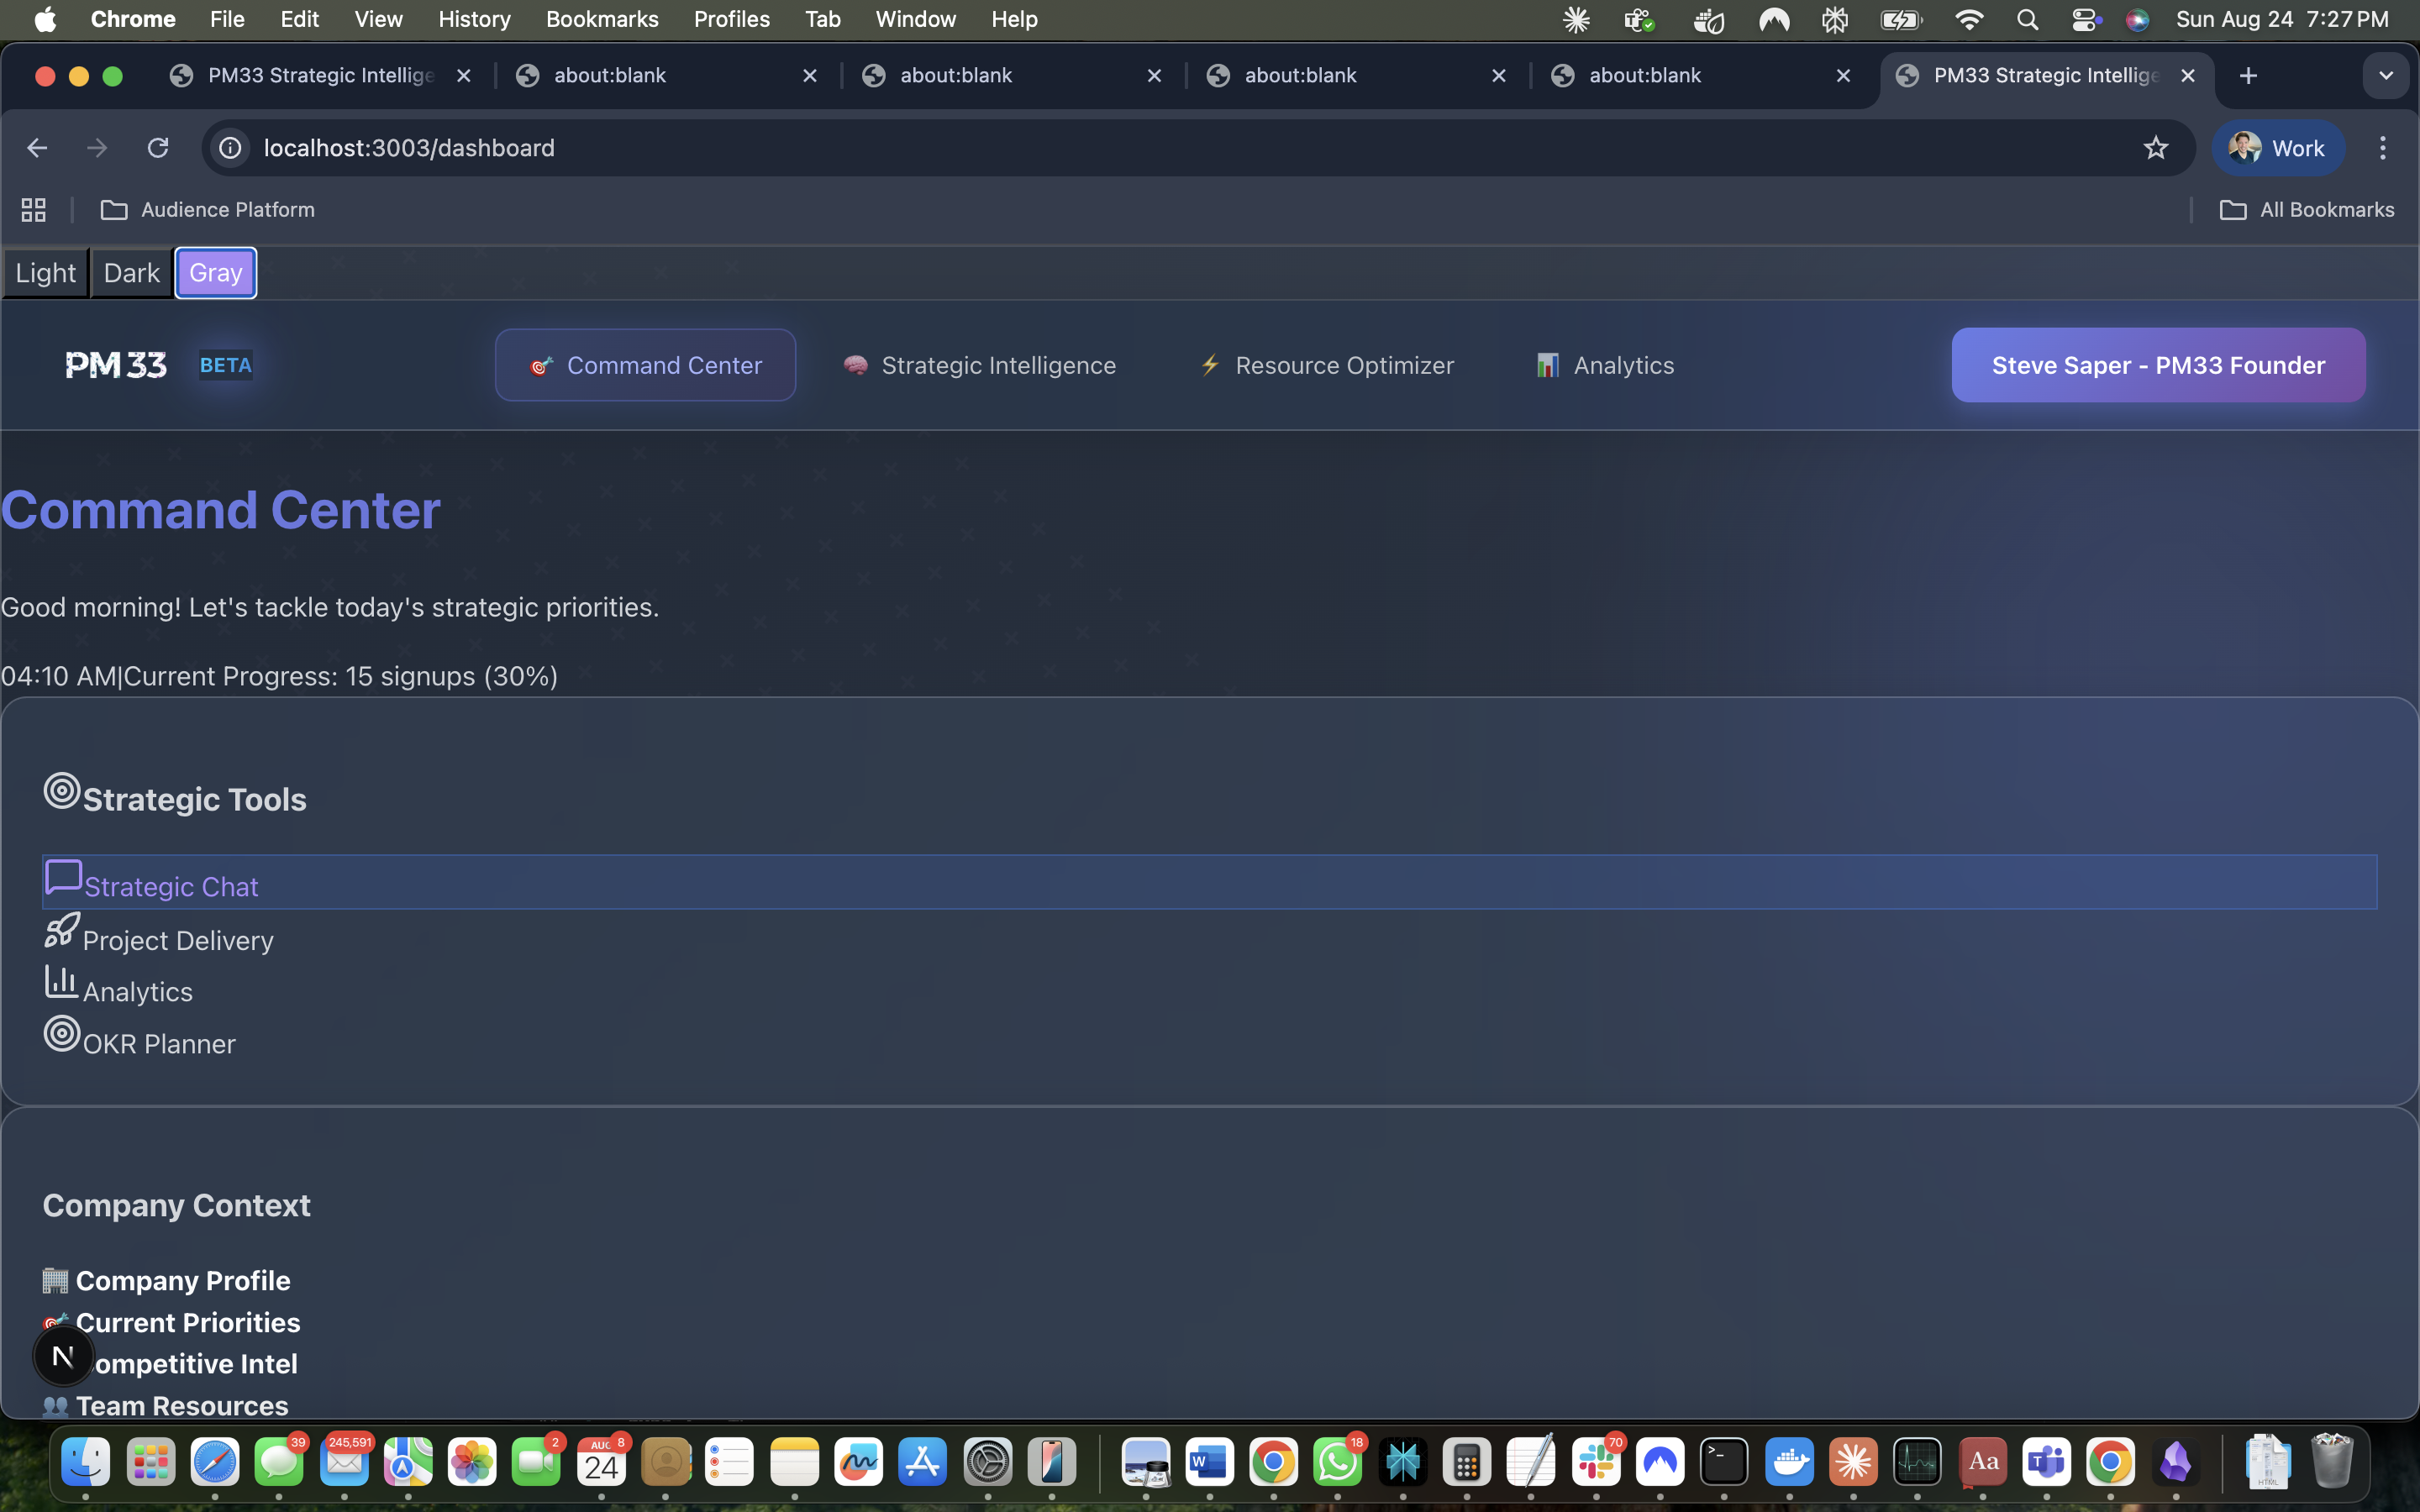 Chrome File Edit View History Bookmarks Profiles Tab Window Help Sun Aug 24 7:27 PM
PM33 Strategic Intellige about:blank about:blank about:blank about:blank PM33 Strategic Intellige
localhost:3003/dashboard Work
Audience Platform All Bookmarks
Light Dark Gray
PM33 BETA Command Center Strategic Intelligence Resource Optimizer Analytics Steve Saper - PM33 Founder
Command Center
Good morning! Let's tackle today's strategic priorities.
04:10 AM|Current Progress: 15 signups (30%)
Strategic Tools
Strategic Chat
Project Delivery
Analytics
OKR Planner
Company Context
Company Profile
Current Priorities
N ompetitive Intel
Team Resources
39 245,591 2 AUG 8 24 18 70 Aa
W >_ T HTML